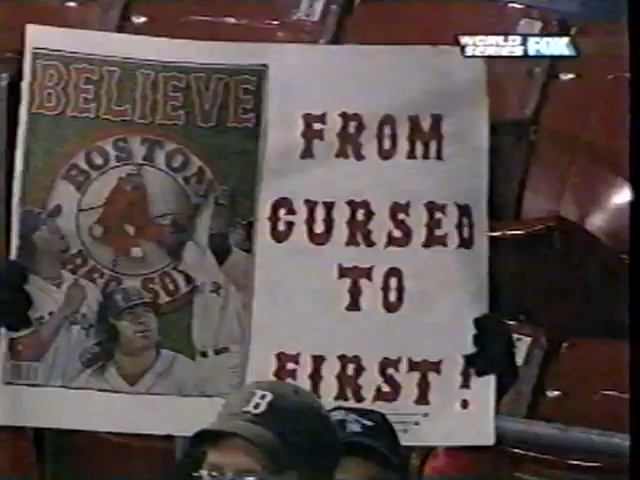 WORLD
SERIES FOX
BELIEVE
BOSTON
RED SOX
FROM
CURSED
TO
FIRST!
B